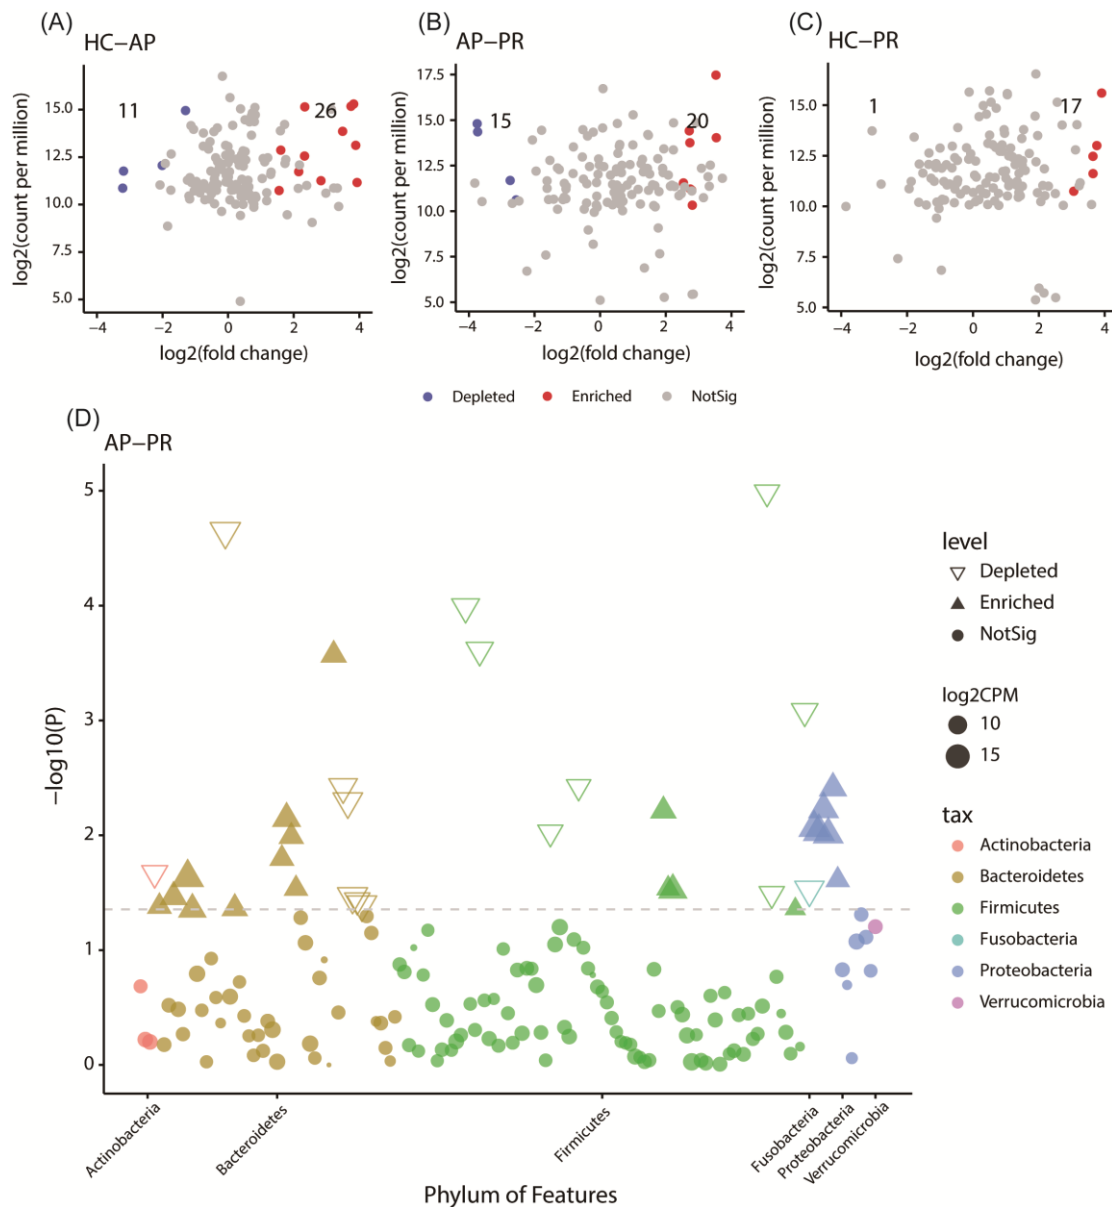 (A)
HC−AP
11
26
15.0
12.5
10.0
7.5
5.0
−4
−2
0
2
4
log2(count per million)
log2(fold change)
(B)
AP−PR
15
20
17.5
15.0
12.5
10.0
7.5
5.0
−4
−2
0
2
4
log2(count per million)
log2(fold change)
(C)
HC−PR
1
17
15.0
12.5
10.0
7.5
5.0
−4
−2
0
2
4
log2(count per million)
log2(fold change)
Depleted
Enriched
NotSig
(D)
AP−PR
5
4
3
2
1
0
−log10(P)
Actinobacteria
Bacteroidetes
Firmicutes
Fusobacteria
Proteobacteria
Verrucomicrobia
Phylum of Features
level
Depleted
Enriched
NotSig
log2CPM
10
15
tax
Actinobacteria
Bacteroidetes
Firmicutes
Fusobacteria
Proteobacteria
Verrucomicrobia